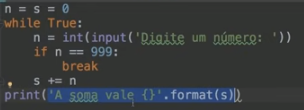 n = s = 0
while True:
    n = int(input('Digite um número: '))
    if n == 999:
        break
    s += n
print('A soma vale {}'.format(s))